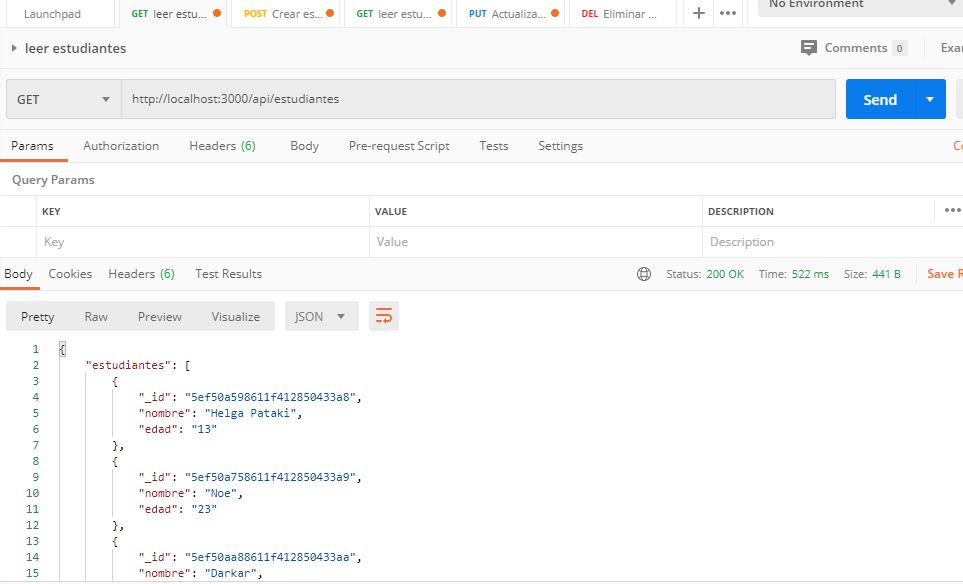 Launchpad GET leer estu... POST Crear es... GET leer estu... PUT Actualiza... DEL Eliminar ... + ••• No Environment
leer estudiantes Comments 0
GET http://localhost:3000/api/estudiantes Send
Params Authorization Headers (6) Body Pre-request Script Tests Settings
Query Params
KEY VALUE DESCRIPTION •••
Key Value Description
Body Cookies Headers (6) Test Results Status: 200 OK Time: 522 ms Size: 441 B Save
Pretty Raw Preview Visualize JSON
1 {
2 "estudiantes": [
3 {
4 "_id": "5ef50a598611f412850433a8",
5 "nombre": "Helga Pataki",
6 "edad": "13"
7 },
8 {
9 "_id": "5ef50a758611f412850433a9",
10 "nombre": "Noe",
11 "edad": "23"
12 },
13 {
14 "_id": "5ef50aa88611f412850433aa",
15 "nombre": "Darkar",